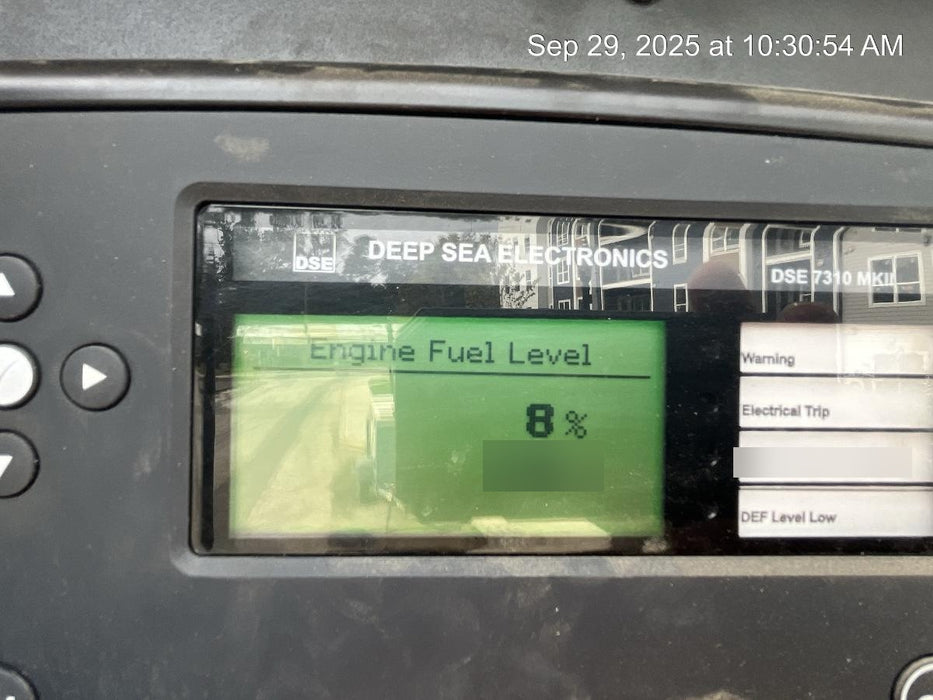 Sep 29, 2025 at 10:30:54 AM
DSE
DEEP SEA ELECTRONICS
DSE 7310 MKII
Engine Fuel Level
8 %
Warning
Electrical Trip
DEF Level Low